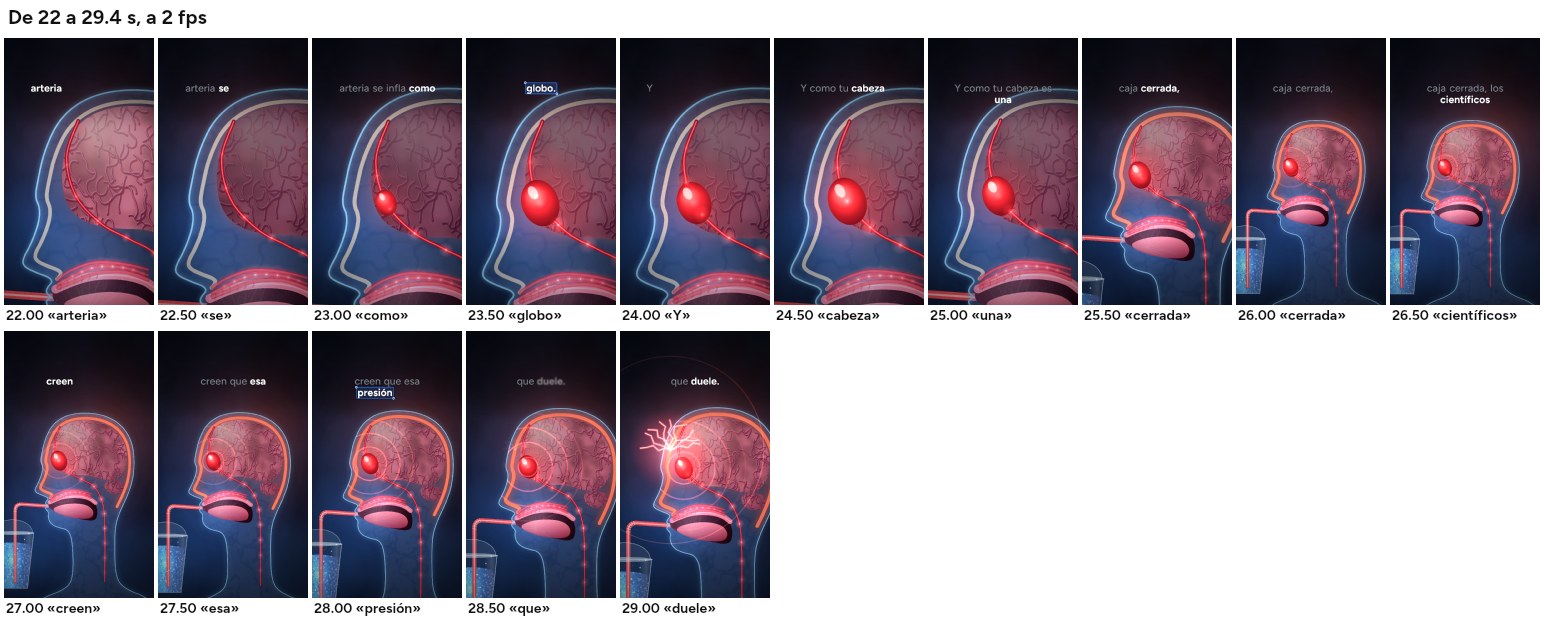 De 22 a 29.4 s, a 2 fps
arteria
arteria se
arteria se infla como
globo.
Y
Y como tu cabeza
Y como tu cabeza es
una
caja cerrada,
caja cerrada,
caja cerrada, los
científicos
22.00 «arteria»
22.50 «se»
23.00 «como»
23.50 «globo»
24.00 «Y»
24.50 «cabeza»
25.00 «una»
25.50 «cerrada»
26.00 «cerrada»
26.50 «científicos»
creen
creen que esa
creen que esa
presión
que duele.
que duele.
27.00 «creen»
27.50 «esa»
28.00 «presión»
28.50 «que»
29.00 «duele»